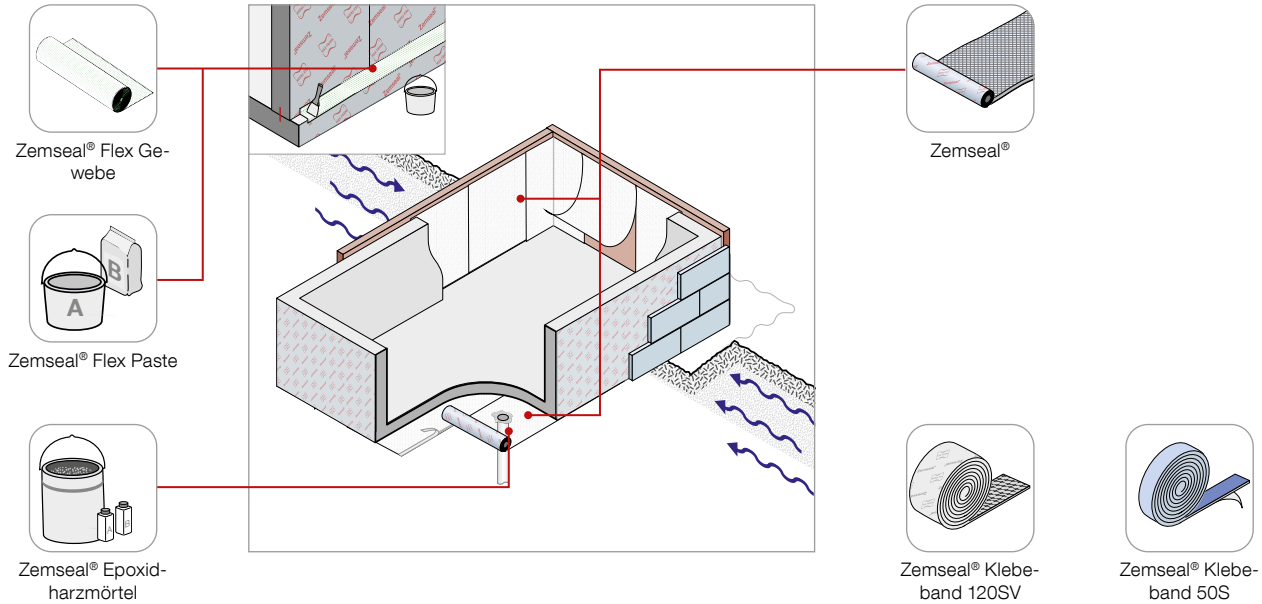 Zemseal® Flex Ge-
webe
Zemseal®
A
B
Zemseal® Flex Paste
A
B
Zemseal® Epoxid-
harzmörtel
Zemseal® Klebe-
band 120SV
Zemseal® Klebe-
band 50S